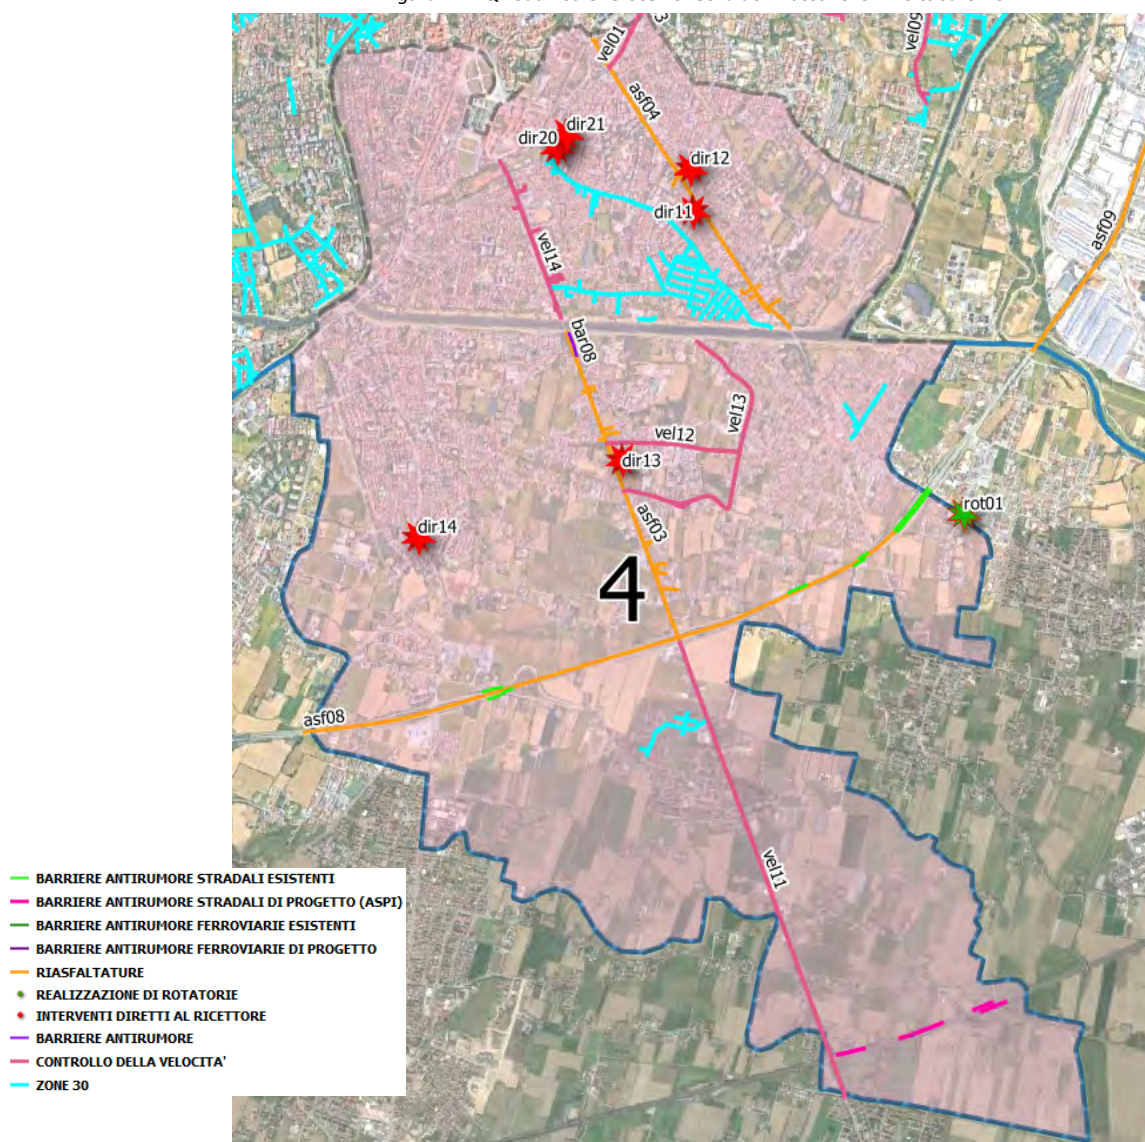 vel01
3
vel09
asf04
dir21
dir20
dir12
dir11
asf09
vel14
bar08
vel13
vel12
dir13
rot01
asf03
dir14
4
asf08
vel11
BARRIERE ANTIRUMORE STRADALI ESISTENTI
BARRIERE ANTIRUMORE STRADALI DI PROGETTO (ASPI)
BARRIERE ANTIRUMORE FERROVIARIE ESISTENTI
BARRIERE ANTIRUMORE FERROVIARIE DI PROGETTO
RIASFALTATURE
REALIZZAZIONE DI ROTATORIE
INTERVENTI DIRETTI AL RICETTORE
BARRIERE ANTIRUMORE
CONTROLLO DELLA VELOCITA'
ZONE 30